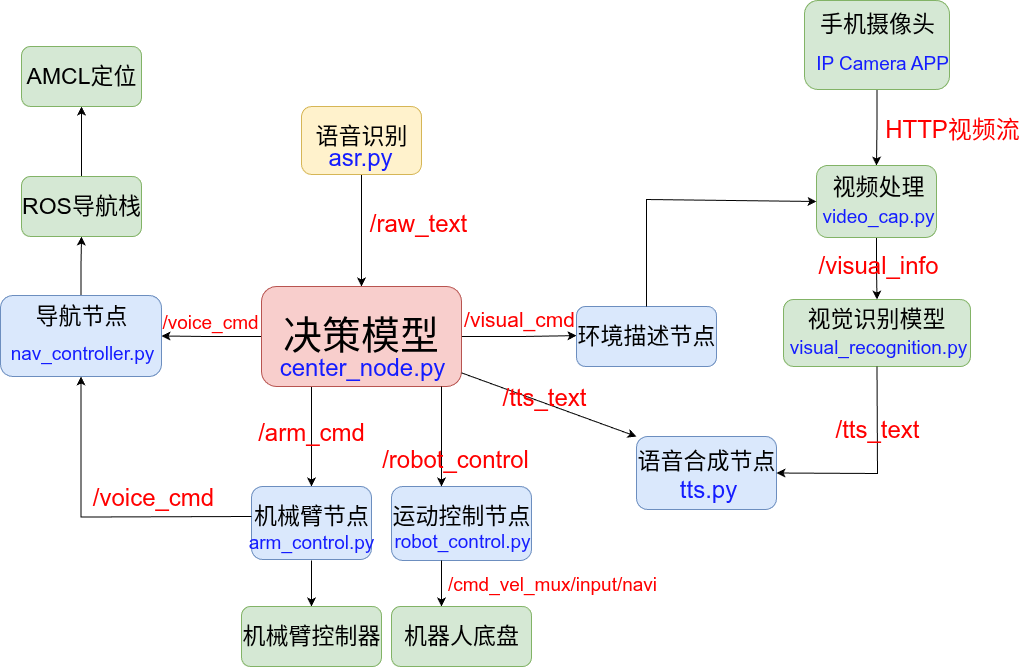 手机摄像头
IP Camera APP
HTTP视频流
AMCL定位
语音识别
asr.py
ROS导航栈
视频处理
video_cap.py
/raw_text
/visual_info
导航节点
nav_controller.py
/voice_cmd
决策模型
center_node.py
/visual_cmd
环境描述节点
视觉识别模型
visual_recognition.py
/tts_text
/tts_text
/arm_cmd
/robot_control
语音合成节点
tts.py
/voice_cmd
机械臂节点
arm_control.py
运动控制节点
robot_control.py
/cmd_vel_mux/input/navi
机械臂控制器
机器人底盘